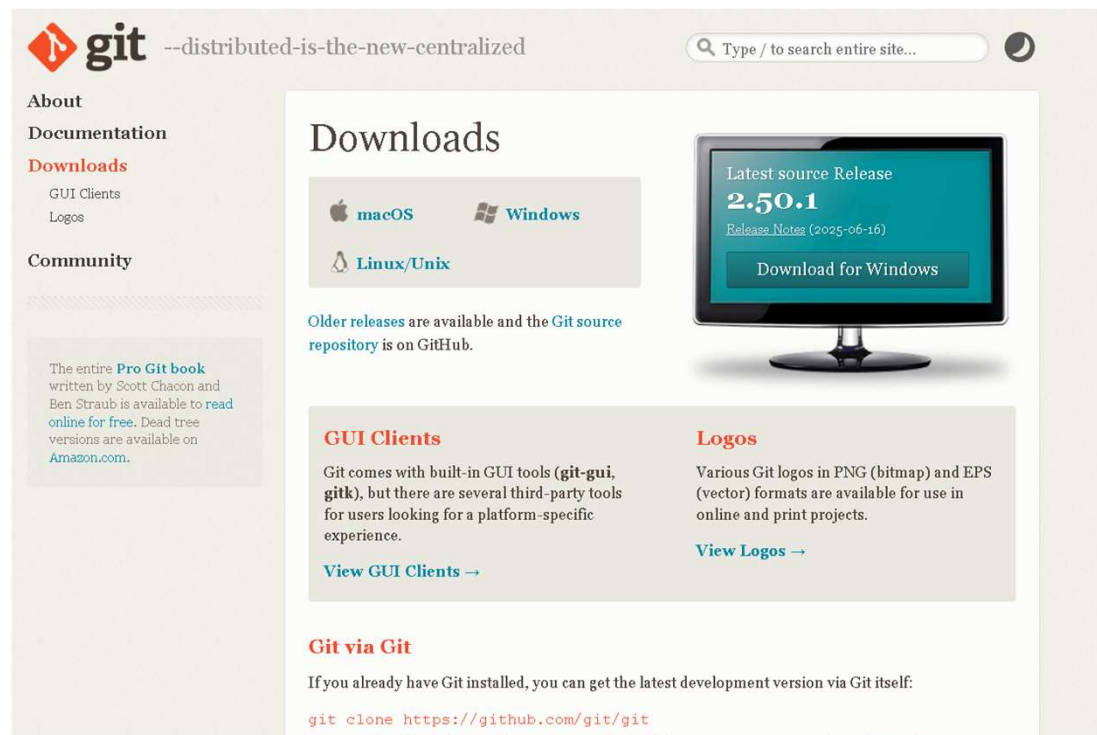 git --distributed-is-the-new-centralized
Type / to search entire site...
About
Documentation
Downloads
GUI Clients
Logos
Community
The entire Pro Git book
written by Scott Chacon and
Ben Straub is available to read
online for free. Dead tree
versions are available on
Amazon.com.
Downloads
macOS
Windows
Linux/Unix
Older releases are available and the Git source
repository is on GitHub.
Latest source Release
2.50.1
Release Notes (2025-06-16)
Download for Windows
GUI Clients
Git comes with built-in GUI tools (git-gui,
gitk), but there are several third-party tools
for users looking for a platform-specific
experience.
View GUI Clients →
Logos
Various Git logos in PNG (bitmap) and EPS
(vector) formats are available for use in
online and print projects.
View Logos →
Git via Git
If you already have Git installed, you can get the latest development version via Git itself:
git clone https://github.com/git/git